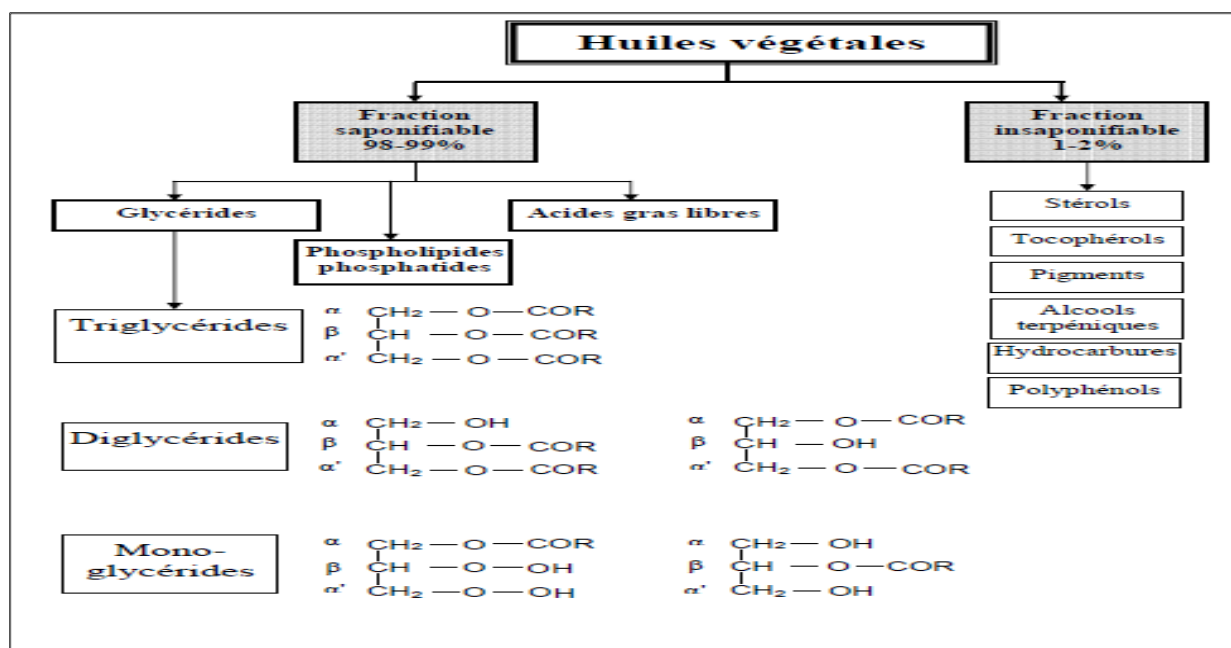 Huiles végétales
Fraction
saponifiable
98-99%
Fraction
insaponifiable
1-2%
Glycérides
Acides gras libres
Phospholipides
phosphatides
Stérols
Tocophérols
Pigments
Alcools
terpéniques
Hydrocarbures
Polyphénols
Triglycérides
α CH₂ — O — COR
β CH — O — COR
α' CH₂ — O — COR
Diglycérides
α CH₂ — OH
β CH — O — COR
α' CH₂ — O — COR
α CH₂ — O — COR
β CH — OH
α' CH₂ — O — COR
Mono-
glycérides
α CH₂ — O — COR
β CH — O — OH
α' CH₂ — O — OH
α CH₂ — OH
β CH — O — COR
α' CH₂ — OH